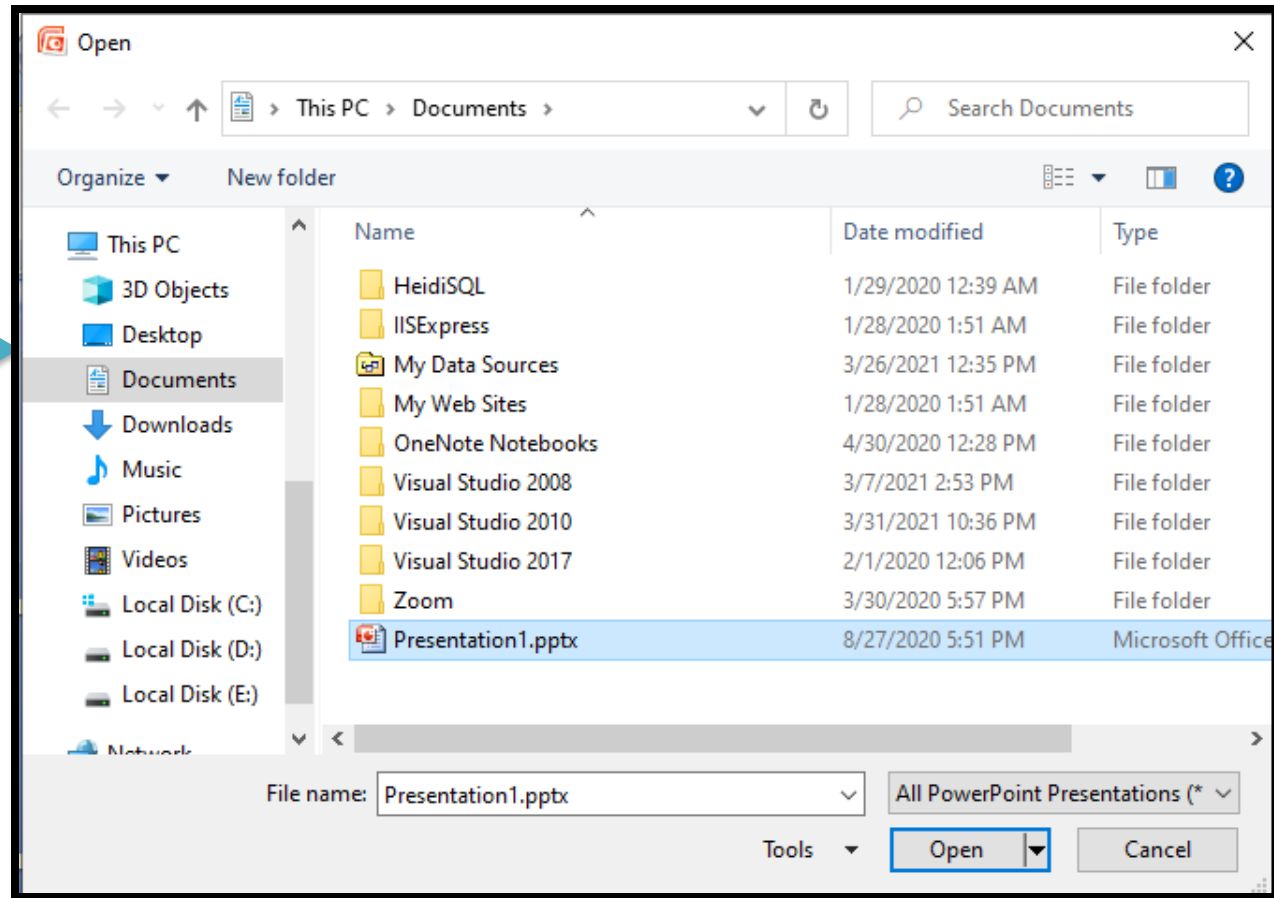 Open
This PC > Documents >
Search Documents
Organize
New folder
Name Date modified Type
This PC
3D Objects
Desktop
Documents
Downloads
Music
Pictures
Videos
Local Disk (C:)
Local Disk (D:)
Local Disk (E:)
Network
HeidiSQL 1/29/2020 12:39 AM File folder
IISExpress 1/28/2020 1:51 AM File folder
My Data Sources 3/26/2021 12:35 PM File folder
My Web Sites 1/28/2020 1:51 AM File folder
OneNote Notebooks 4/30/2020 12:28 PM File folder
Visual Studio 2008 3/7/2021 2:53 PM File folder
Visual Studio 2010 3/31/2021 10:36 PM File folder
Visual Studio 2017 2/1/2020 12:06 PM File folder
Zoom 3/30/2020 5:57 PM File folder
Presentation1.pptx 8/27/2020 5:51 PM Microsoft Office
File name: Presentation1.pptx All PowerPoint Presentations (*
Tools Open Cancel